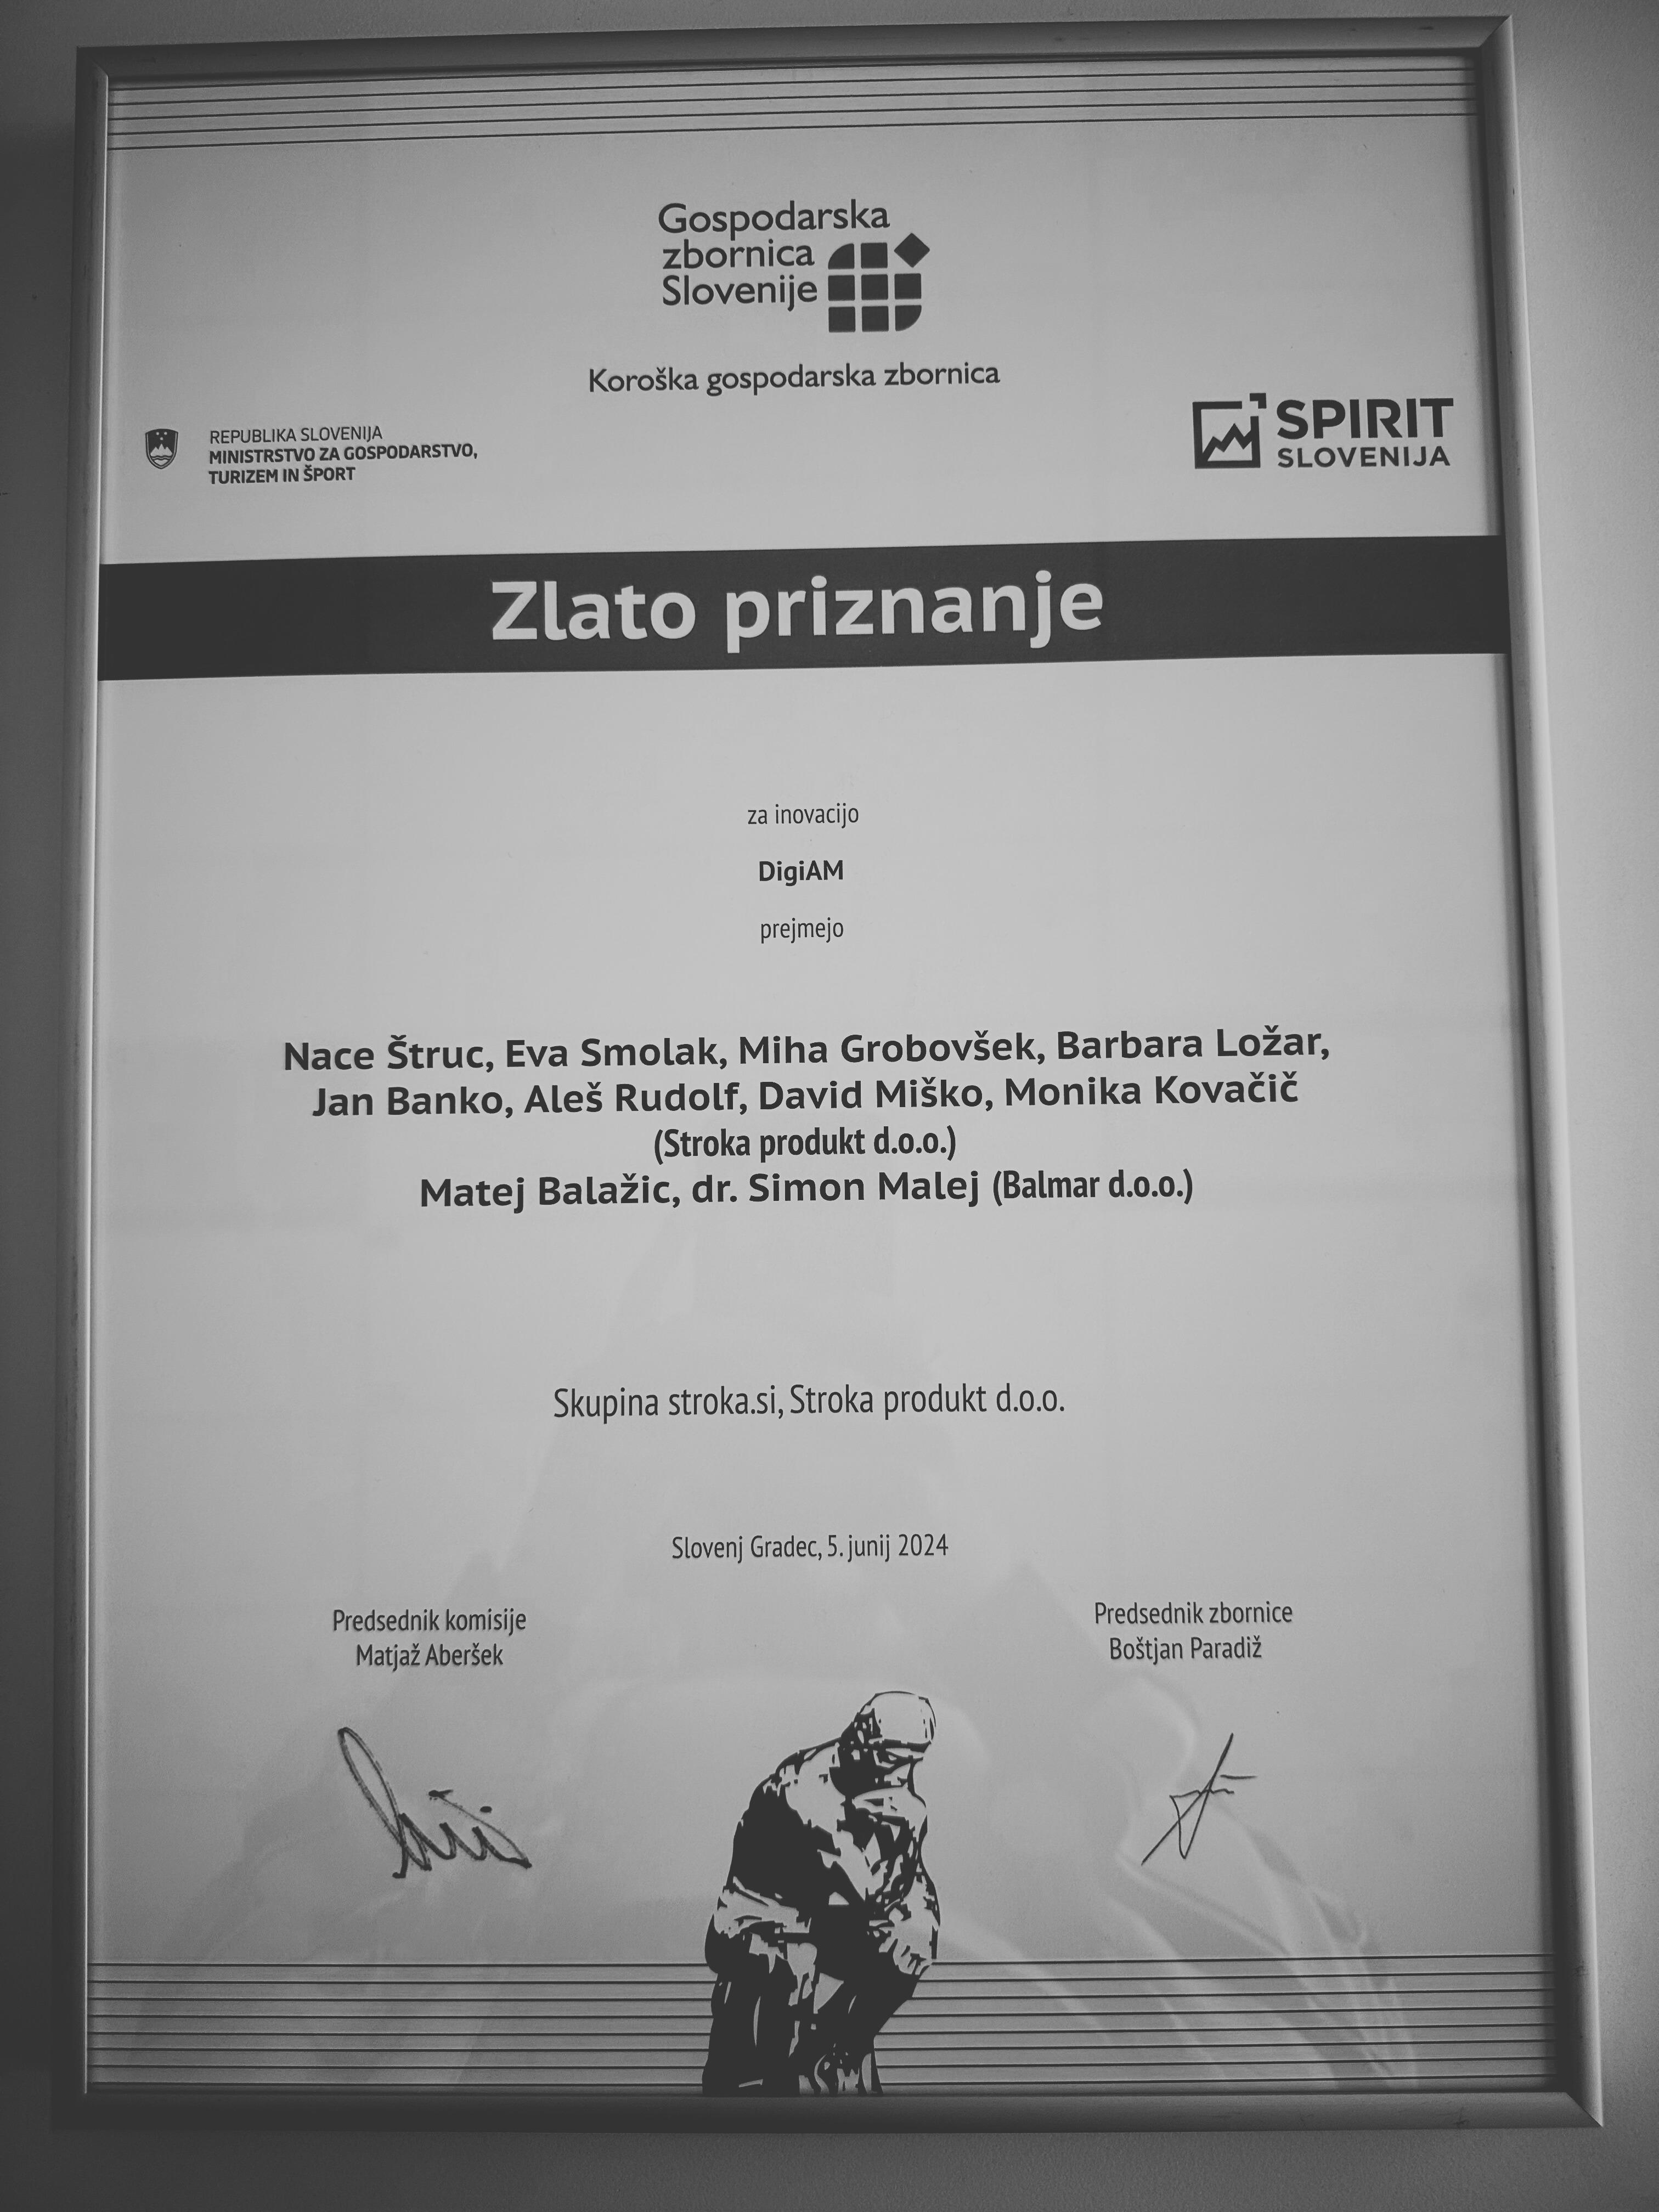 Gospodarska
zbornica
Slovenije
Koroška gospodarska zbornica
REPUBLIKA SLOVENIJA
MINISTRSTVO ZA GOSPODARSTVO,
TURIZEM IN ŠPORT
SPIRIT
SLOVENIJA
Zlato priznanje
za inovacijo
DigiAM
prejmejo
Nace Štruc, Eva Smolak, Miha Grobovšek, Barbara Ložar,
Jan Banko, Aleš Rudolf, David Miško, Monika Kovačič
(Stroka produkt d.o.o.)
Matej Balažic, dr. Simon Malej (Balmar d.o.o.)
Skupina stroka.si, Stroka produkt d.o.o.
Slovenj Gradec, 5. junij 2024
Predsednik komisije
Matjaž Aberšek
Predsednik zbornice
Boštjan Paradiž